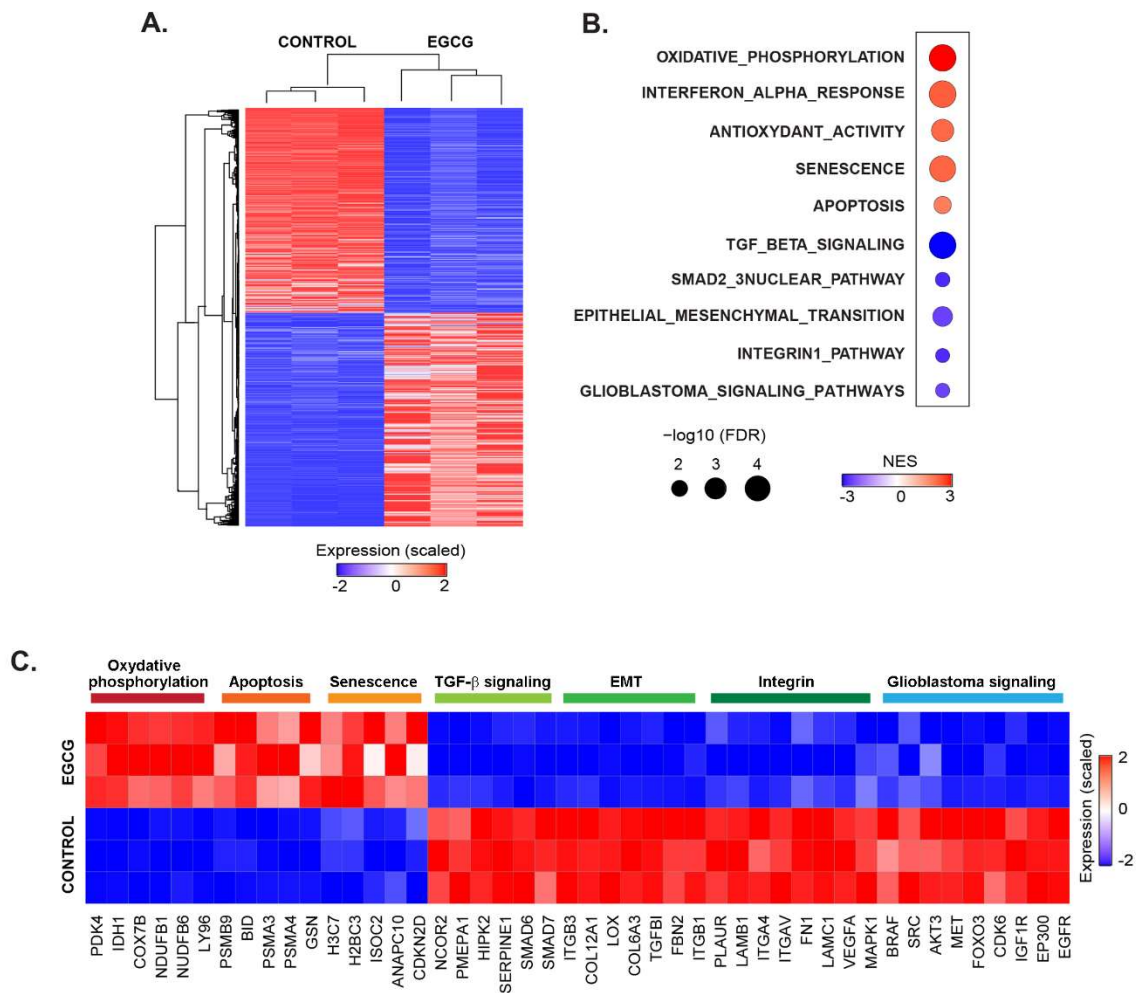 A.
CONTROL EGCG
Expression (scaled)
-2 0 2
B.
OXIDATIVE_PHOSPHORYLATION
INTERFERON_ALPHA_RESPONSE
ANTIOXYDANT_ACTIVITY
SENESCENCE
APOPTOSIS
TGF_BETA_SIGNALING
SMAD2_3NUCLEAR_PATHWAY
EPITHELIAL_MESENCHYMAL_TRANSITION
INTEGRIN1_PATHWAY
GLIOBLASTOMA_SIGNALING_PATHWAYS
−log10 (FDR)
2 3 4
NES
-3 0 3
C.
Oxydative
phosphorylation
Apoptosis
Senescence
TGF-β signaling
EMT
Integrin
Glioblastoma signaling
EGCG
CONTROL
Expression (scaled)
2
0
-2
PDK4
IDH1
COX7B
NDUFB1
NUDFB6
LY96
PSMB9
BID
PSMA3
PSMA4
GSN
H3C7
H2BC3
ISOC2
ANAPC10
CDKN2D
NCOR2
PMEPA1
HIPK2
SERPINE1
SMAD6
SMAD7
ITGB3
COL12A1
LOX
COL6A3
TGFBI
FBN2
ITGB1
PLAUR
LAMB1
ITGA4
ITGAV
FN1
LAMC1
VEGFA
MAPK1
BRAF
SRC
AKT3
MET
FOXO3
CDK6
IGF1R
EP300
EGFR